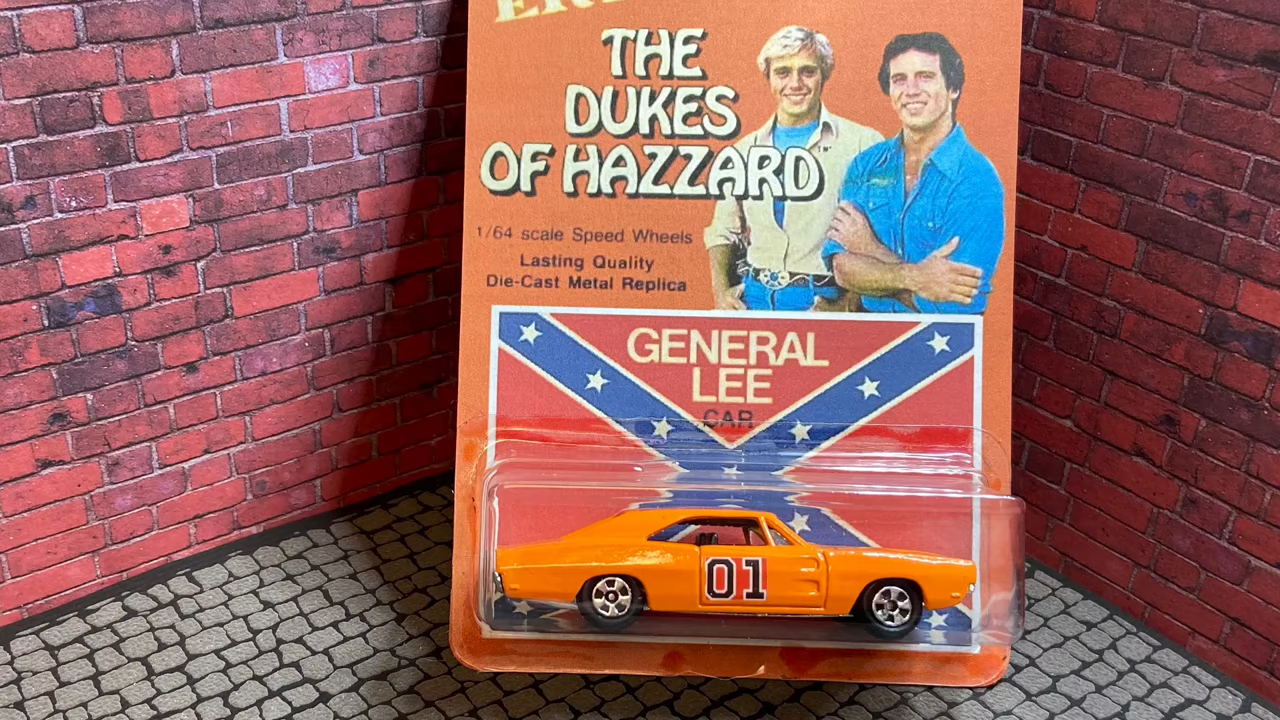 THE
DUKES
OF HAZZARD
1/64 scale Speed Wheels
Lasting Quality
Die-Cast Metal Replica
GENERAL
LEE
CAR
01